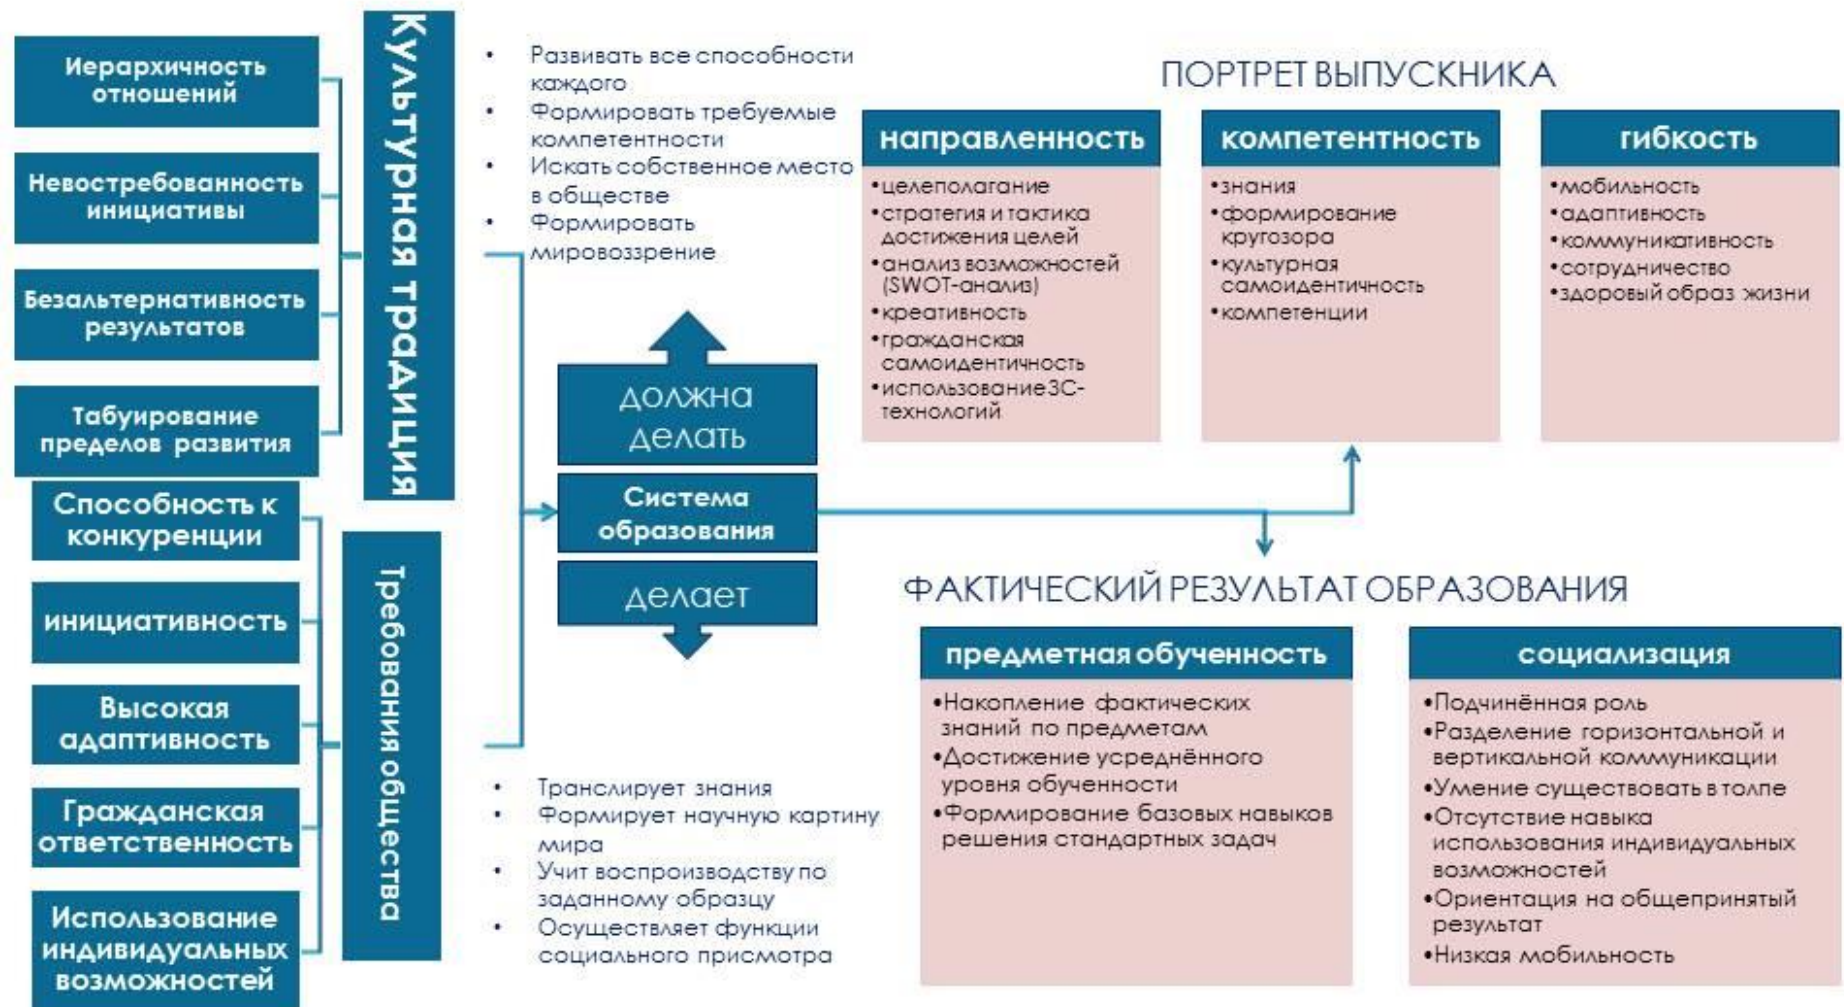 Иерархичность
отношений
Невостребованность
инициативы
Безальтернативность
результатов
Табуирование
пределов развития
Культурная традиция
Способность к
конкуренции
инициативность
Высокая
адаптивность
Гражданская
ответственность
Использование
индивидуальных
возможностей
Требования общества
• Развивать все способности
каждого
• Формировать требуемые
компетентности
• Искать собственное место
в обществе
• Формировать
мировоззрение
должна
делать
Система
образования
делает
• Транслирует знания
• Формирует научную картину
мира
• Учит воспроизводству по
заданному образцу
• Осуществляет функции
социального присмотра
ПОРТРЕТ ВЫПУСКНИКА
направленность
•целеполагание
•стратегия и тактика
достижения целей
•анализ возможностей
(SWOT-анализ)
•креативность
•гражданская
самоидентичность
•использование ЗС-
технологий
компетентность
•знания
•формирование
кругозора
•культурная
самоидентичность
•компетенции
гибкость
•мобильность
•адаптивность
•коммуникативность
•сотрудничество
•здоровый образ жизни
ФАКТИЧЕСКИЙ РЕЗУЛЬТАТ ОБРАЗОВАНИЯ
предметная обученность
•Накопление фактических
знаний по предметам
•Достижение усреднённого
уровня обученности
•Формирование базовых навыков
решения стандартных задач
социализация
•Подчинённая роль
•Разделение горизонтальной и
вертикальной коммуникации
•Умение существовать в толпе
•Отсутствие навыка
использования индивидуальных
возможностей
•Ориентация на общепринятый
результат
•Низкая мобильность